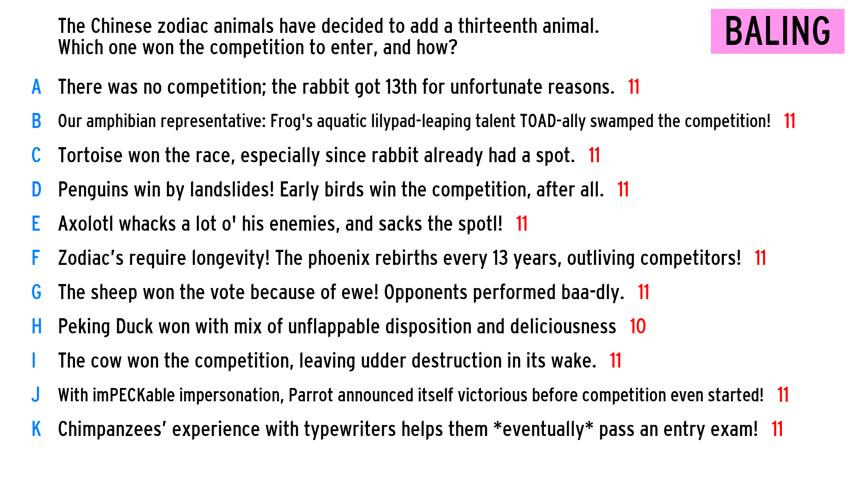 The Chinese zodiac animals have decided to add a thirteenth animal.
Which one won the competition to enter, and how?
BALING
A There was no competition; the rabbit got 13th for unfortunate reasons. 11
B Our amphibian representative: Frog's aquatic lilypad-leaping talent TOAD-ally swamped the competition! 11
C Tortoise won the race, especially since rabbit already had a spot. 11
D Penguins win by landslides! Early birds win the competition, after all. 11
E Axolotl whacks a lot o' his enemies, and sacks the spotl! 11
F Zodiac’s require longevity! The phoenix rebirths every 13 years, outliving competitors! 11
G The sheep won the vote because of ewe! Opponents performed baa-dly. 11
H Peking Duck won with mix of unflappable disposition and deliciousness 10
I The cow won the competition, leaving udder destruction in its wake. 11
J With imPECKable impersonation, Parrot announced itself victorious before competition even started! 11
K Chimpanzees’ experience with typewriters helps them *eventually* pass an entry exam! 11